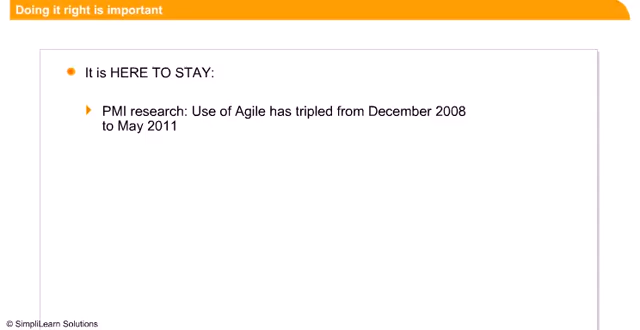 Doing it right is important
It is HERE TO STAY:
PMI research: Use of Agile has tripled from December 2008
to May 2011
© SimpliLearn Solutions